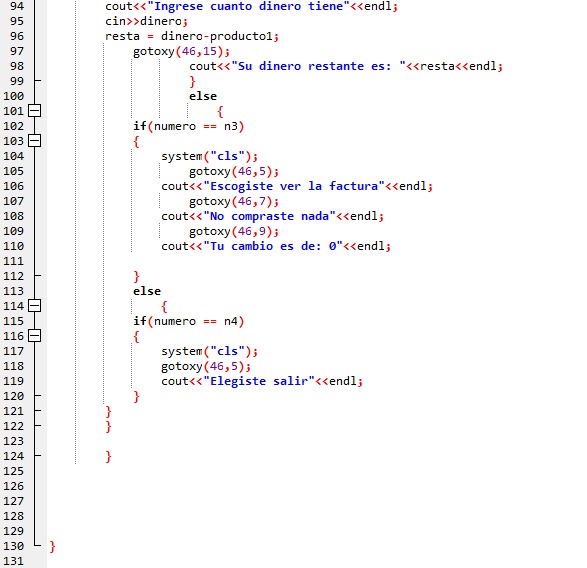 94 cout<<"Ingrese cuanto dinero tiene"<<endl;
95 cin>>dinero;
96 resta = dinero-producto1;
97 gotoxy(46,15);
98 cout<<"Su dinero restante es: "<<resta<<endl;
99 }
100 else
101 {
102 if(numero == n3)
103 {
104 system("cls");
105 gotoxy(46,5);
106 cout<<"Escogiste ver la factura"<<endl;
107 gotoxy(46,7);
108 cout<<"No compraste nada"<<endl;
109 gotoxy(46,9);
110 cout<<"Tu cambio es de: 0"<<endl;
111
112 }
113 else
114 {
115 if(numero == n4)
116 {
117 system("cls");
118 gotoxy(46,5);
119 cout<<"Elegiste salir"<<endl;
120 }
121 }
122 }
123
124 }
125
126
127
128
129
130 }
131